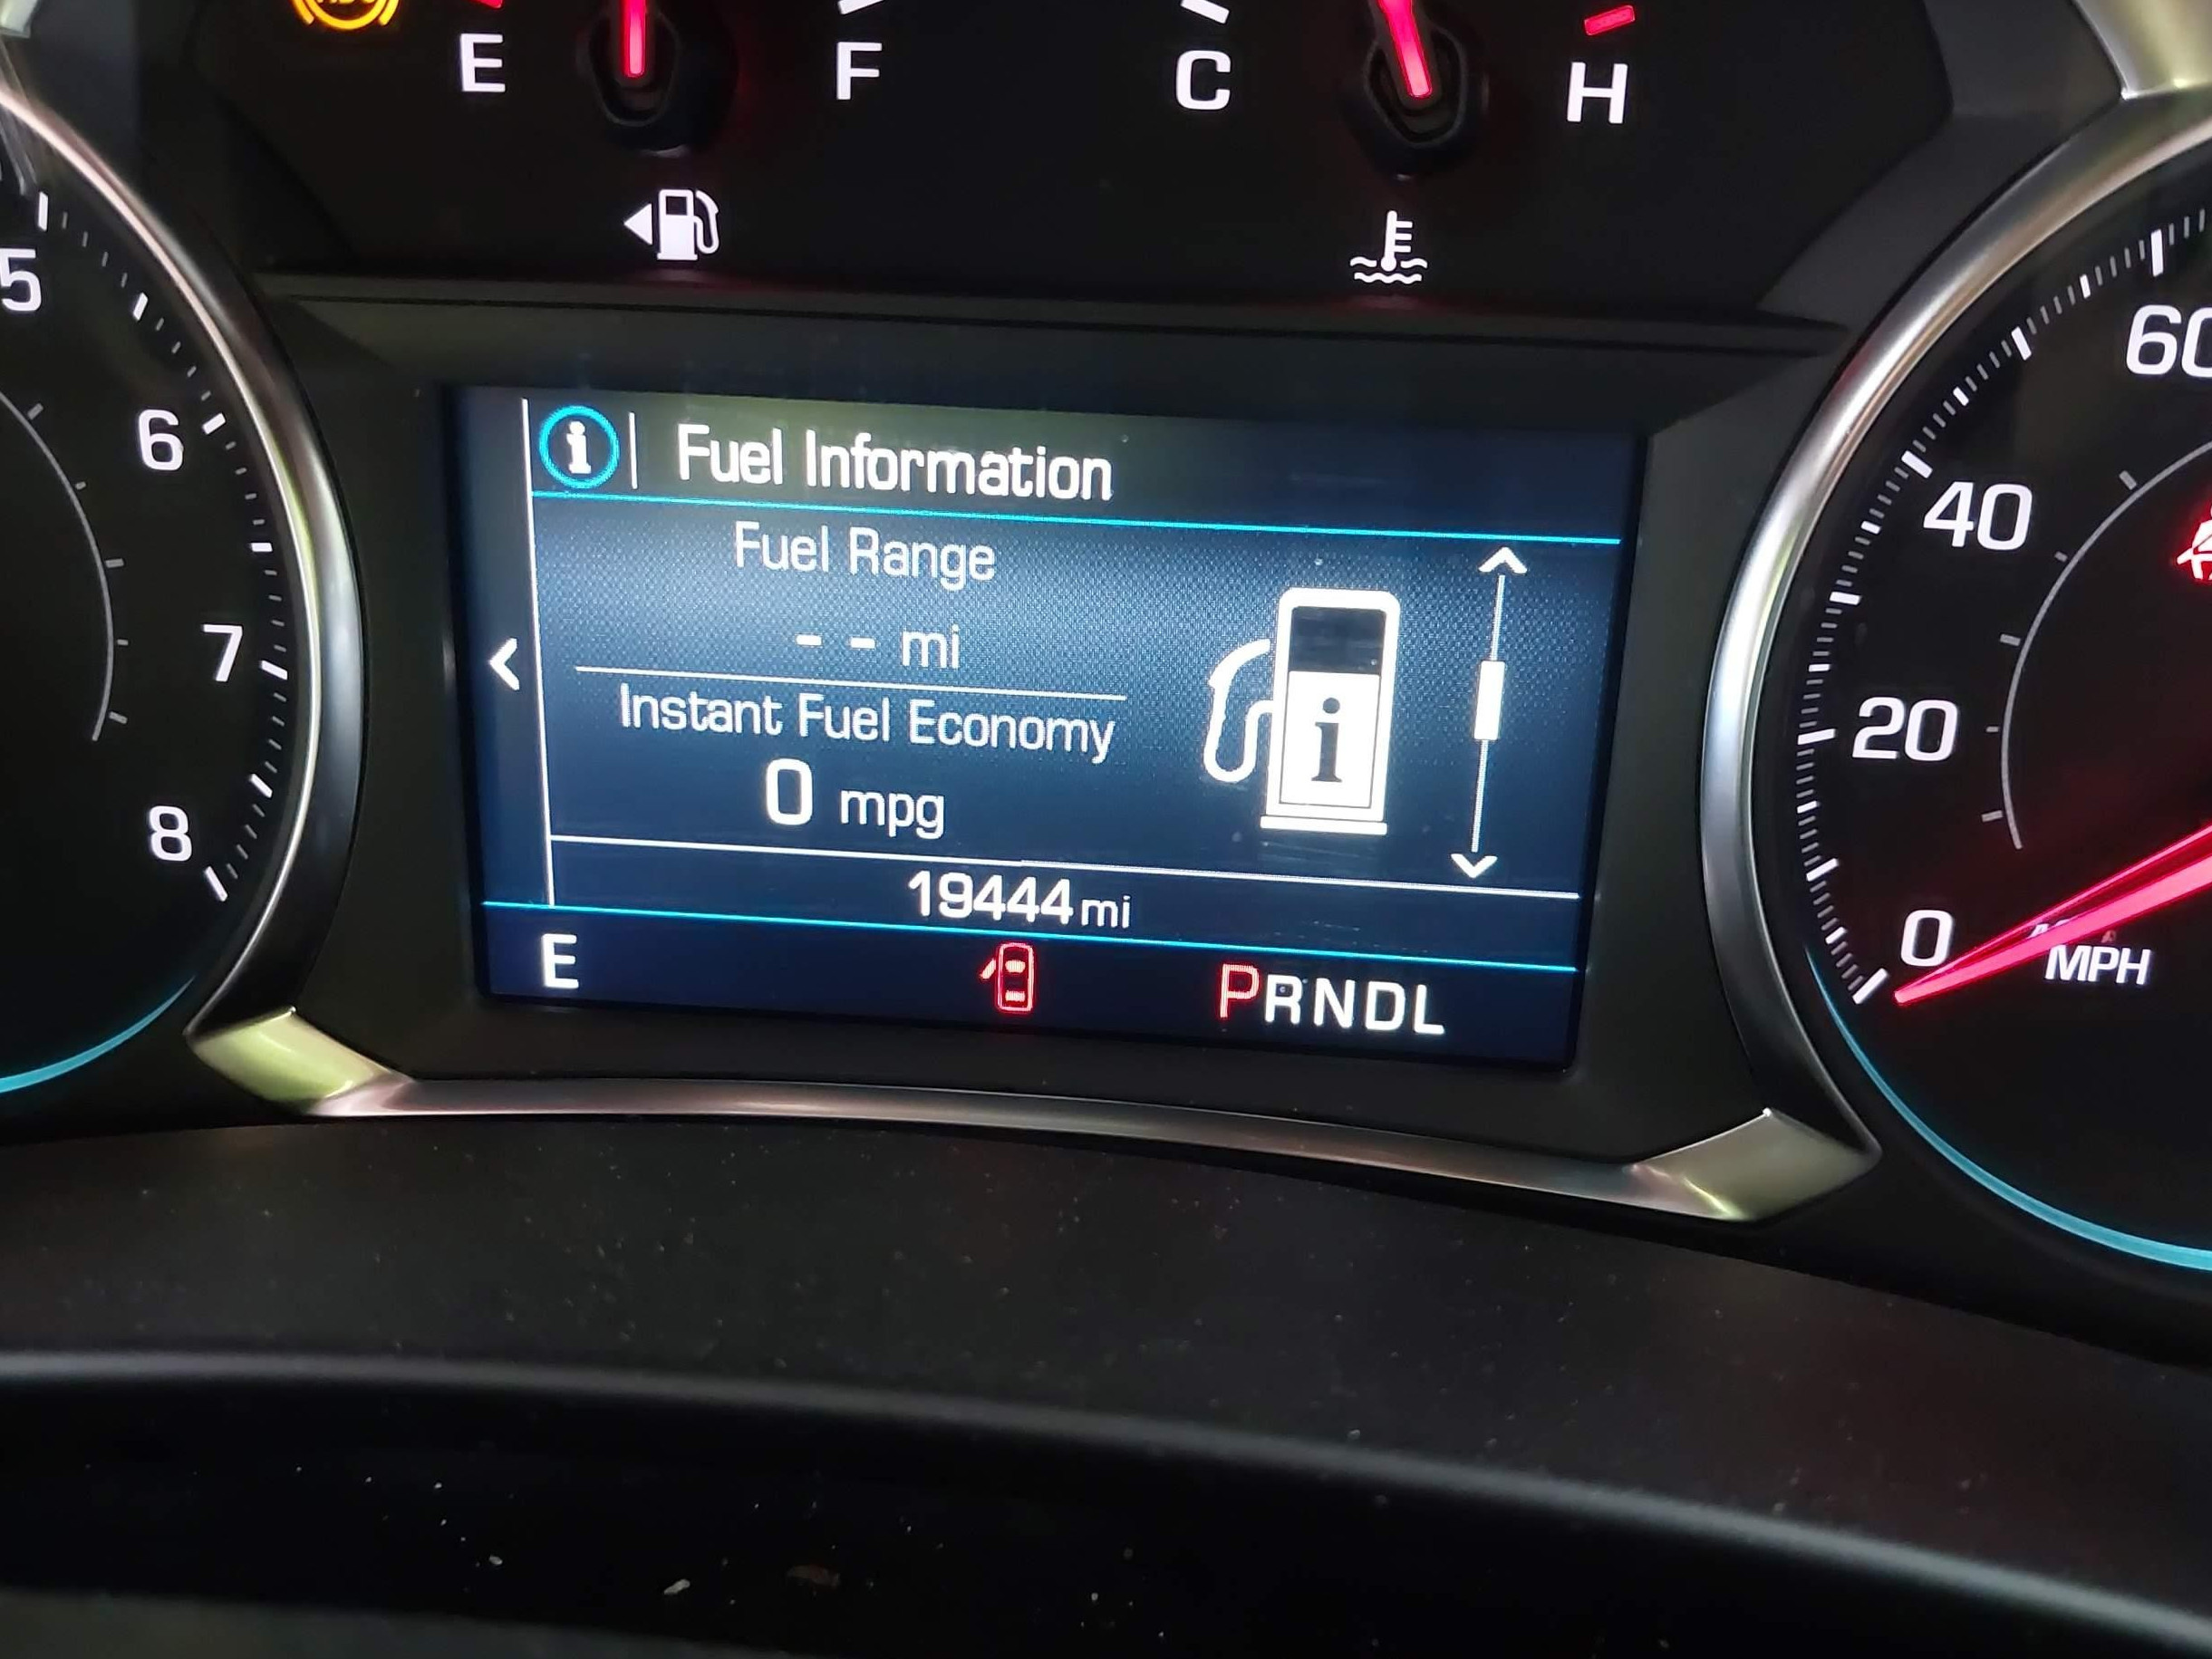 E F C H
5
6
7
8
Fuel Information
Fuel Range
- - mi
Instant Fuel Economy
0 mpg
i
19444 mi
E PRNDL
60
40
20
0
MPH